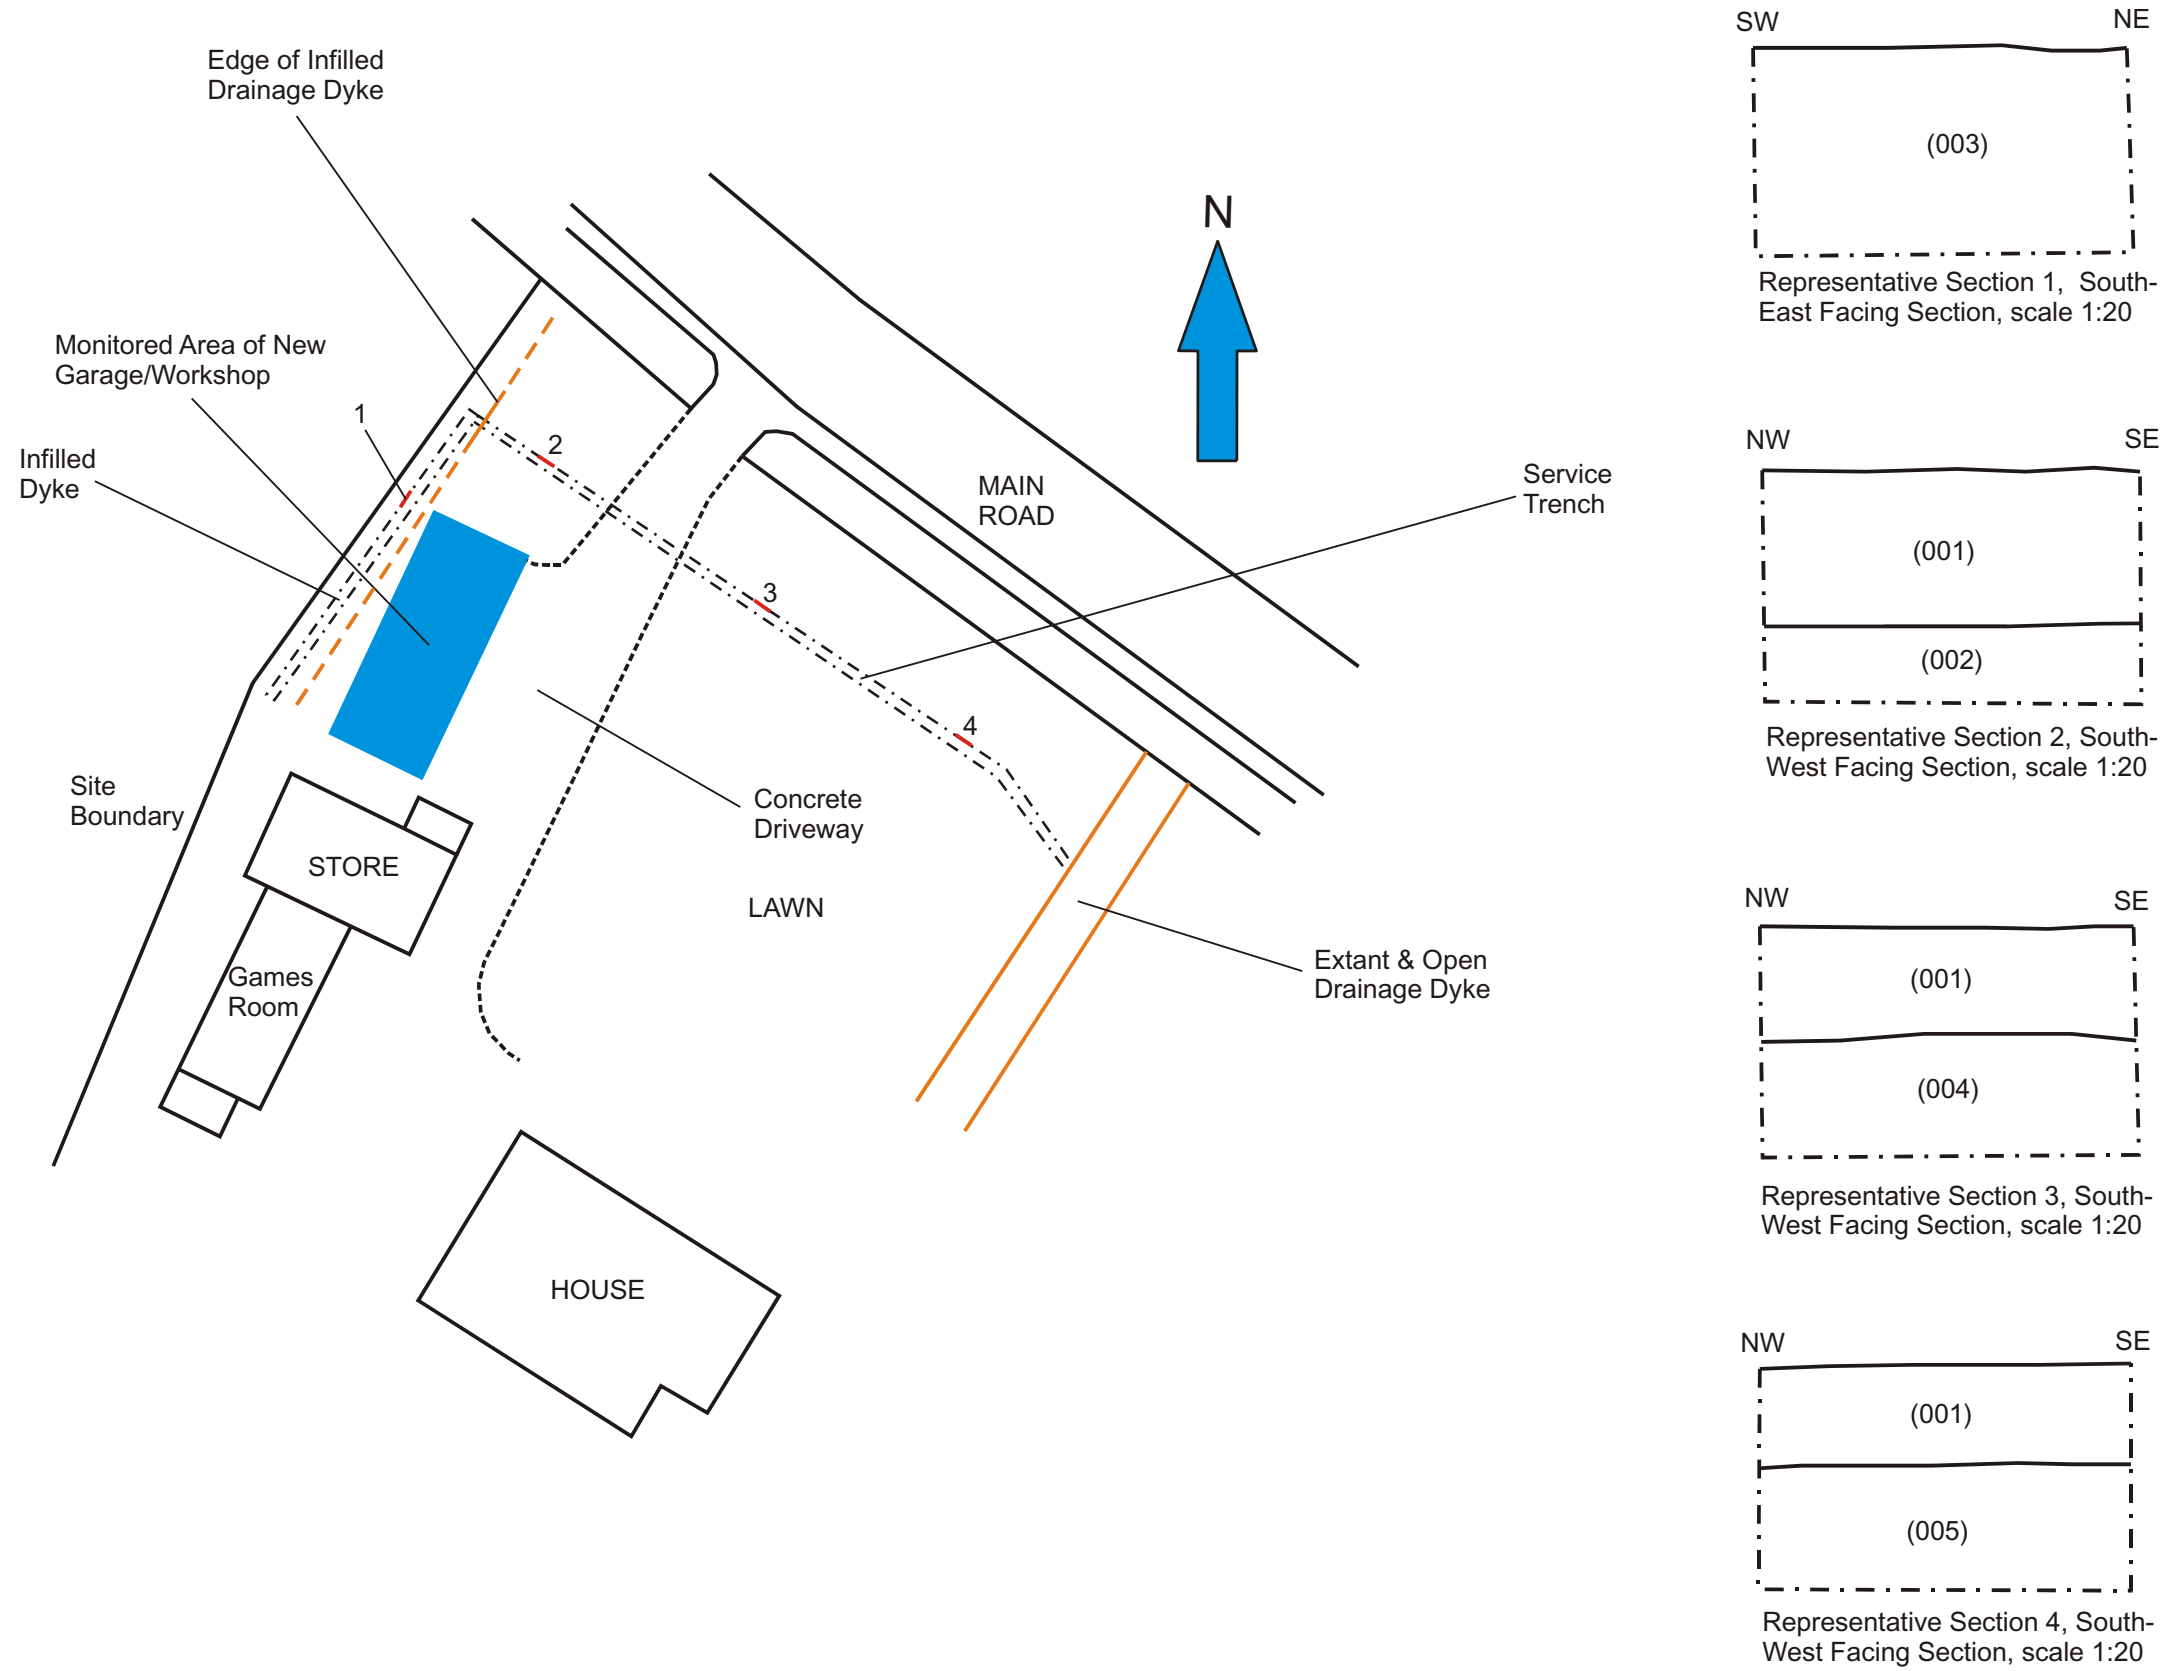 Edge of Infilled
Drainage Dyke
Monitored Area of New
Garage/Workshop
1
Infilled
Dyke
2
3
4
N
MAIN
ROAD
Service
Trench
Site
Boundary
STORE
Games
Room
Concrete
Driveway
LAWN
Extant & Open
Drainage Dyke
HOUSE
SW NE
(003)
Representative Section 1, South-
East Facing Section, scale 1:20
NW SE
(001)
(002)
Representative Section 2, South-
West Facing Section, scale 1:20
NW SE
(001)
(004)
Representative Section 3, South-
West Facing Section, scale 1:20
NW SE
(001)
(005)
Representative Section 4, South-
West Facing Section, scale 1:20